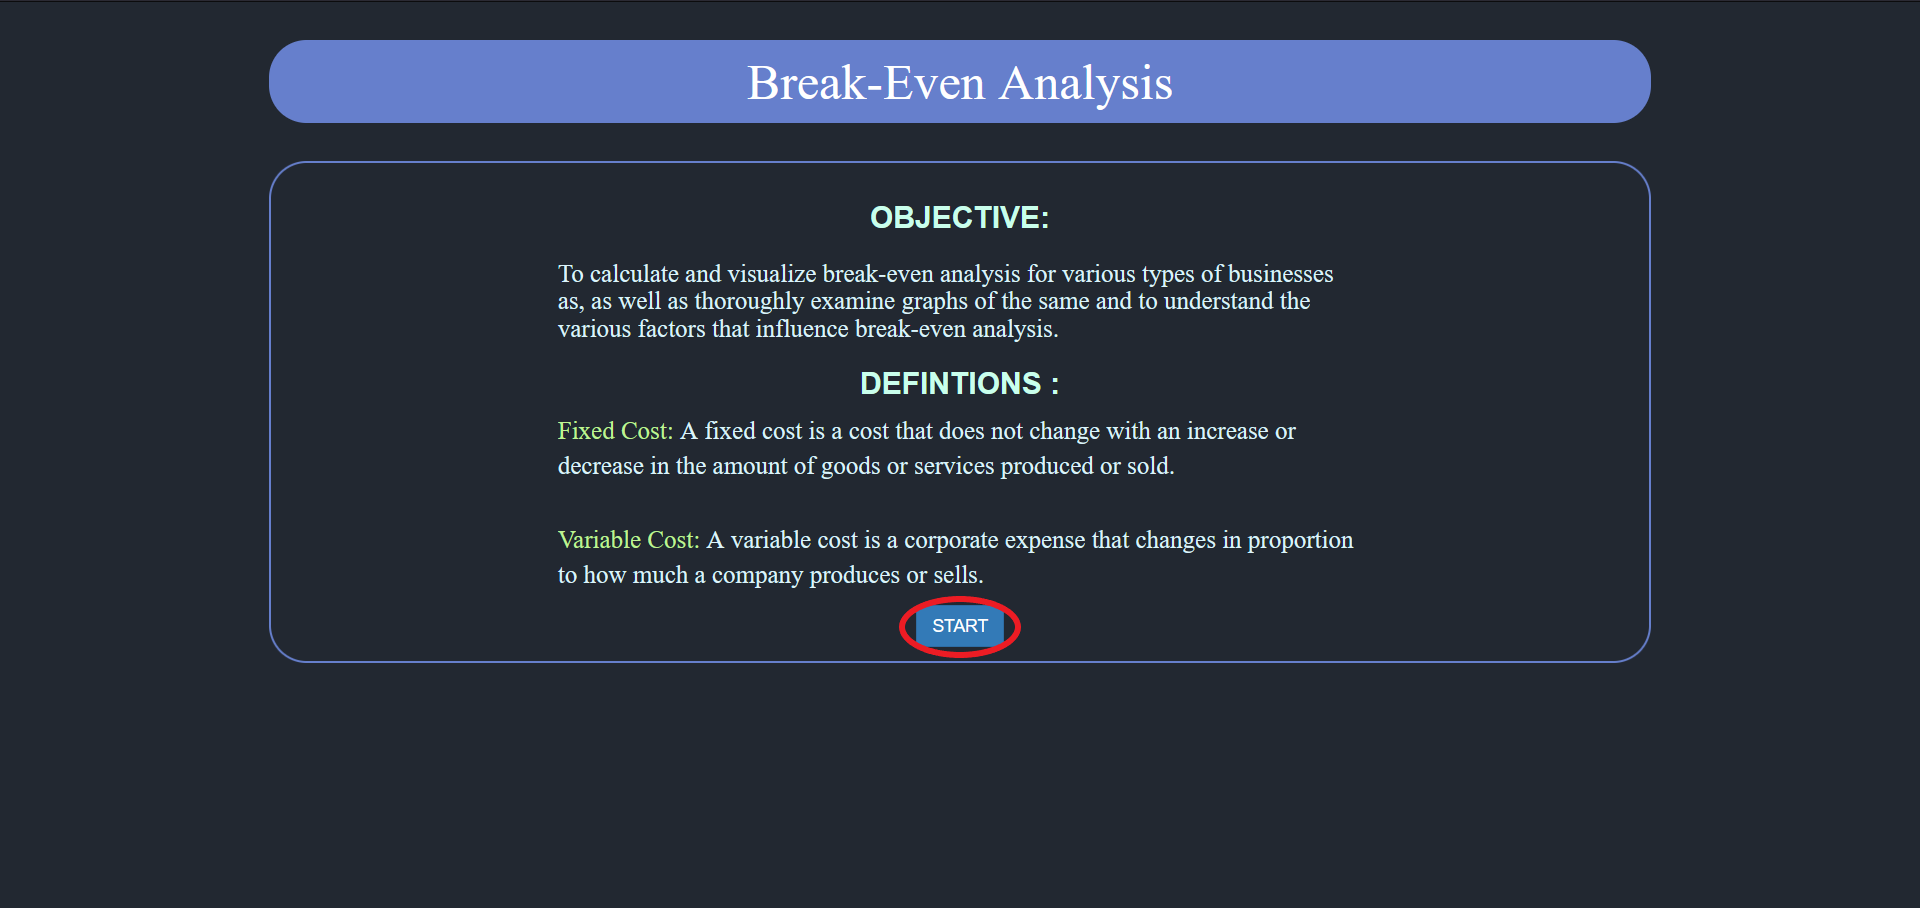 Break-Even Analysis
OBJECTIVE:
To calculate and visualize break-even analysis for various types of businesses
as, as well as thoroughly examine graphs of the same and to understand the
various factors that influence break-even analysis.
DEFINTIONS :
Fixed Cost: A fixed cost is a cost that does not change with an increase or
decrease in the amount of goods or services produced or sold.
Variable Cost: A variable cost is a corporate expense that changes in proportion
to how much a company produces or sells.
START